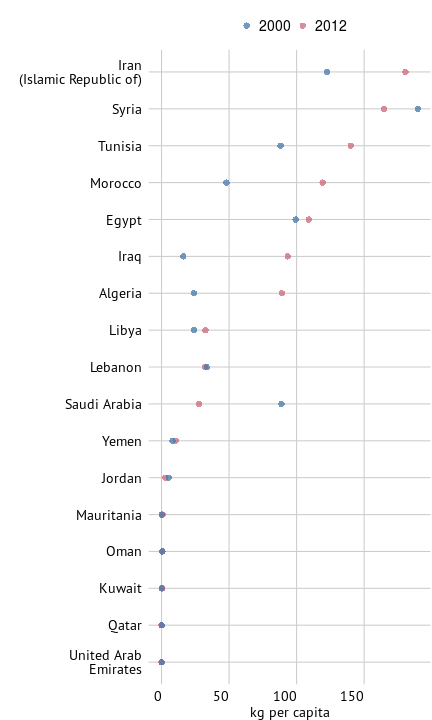 2000 2012
Iran
(Islamic Republic of)
Syria
Tunisia
Morocco
Egypt
Iraq
Algeria
Libya
Lebanon
Saudi Arabia
Yemen
Jordan
Mauritania
Oman
Kuwait
Qatar
United Arab
Emirates
0 50 100 150
kg per capita